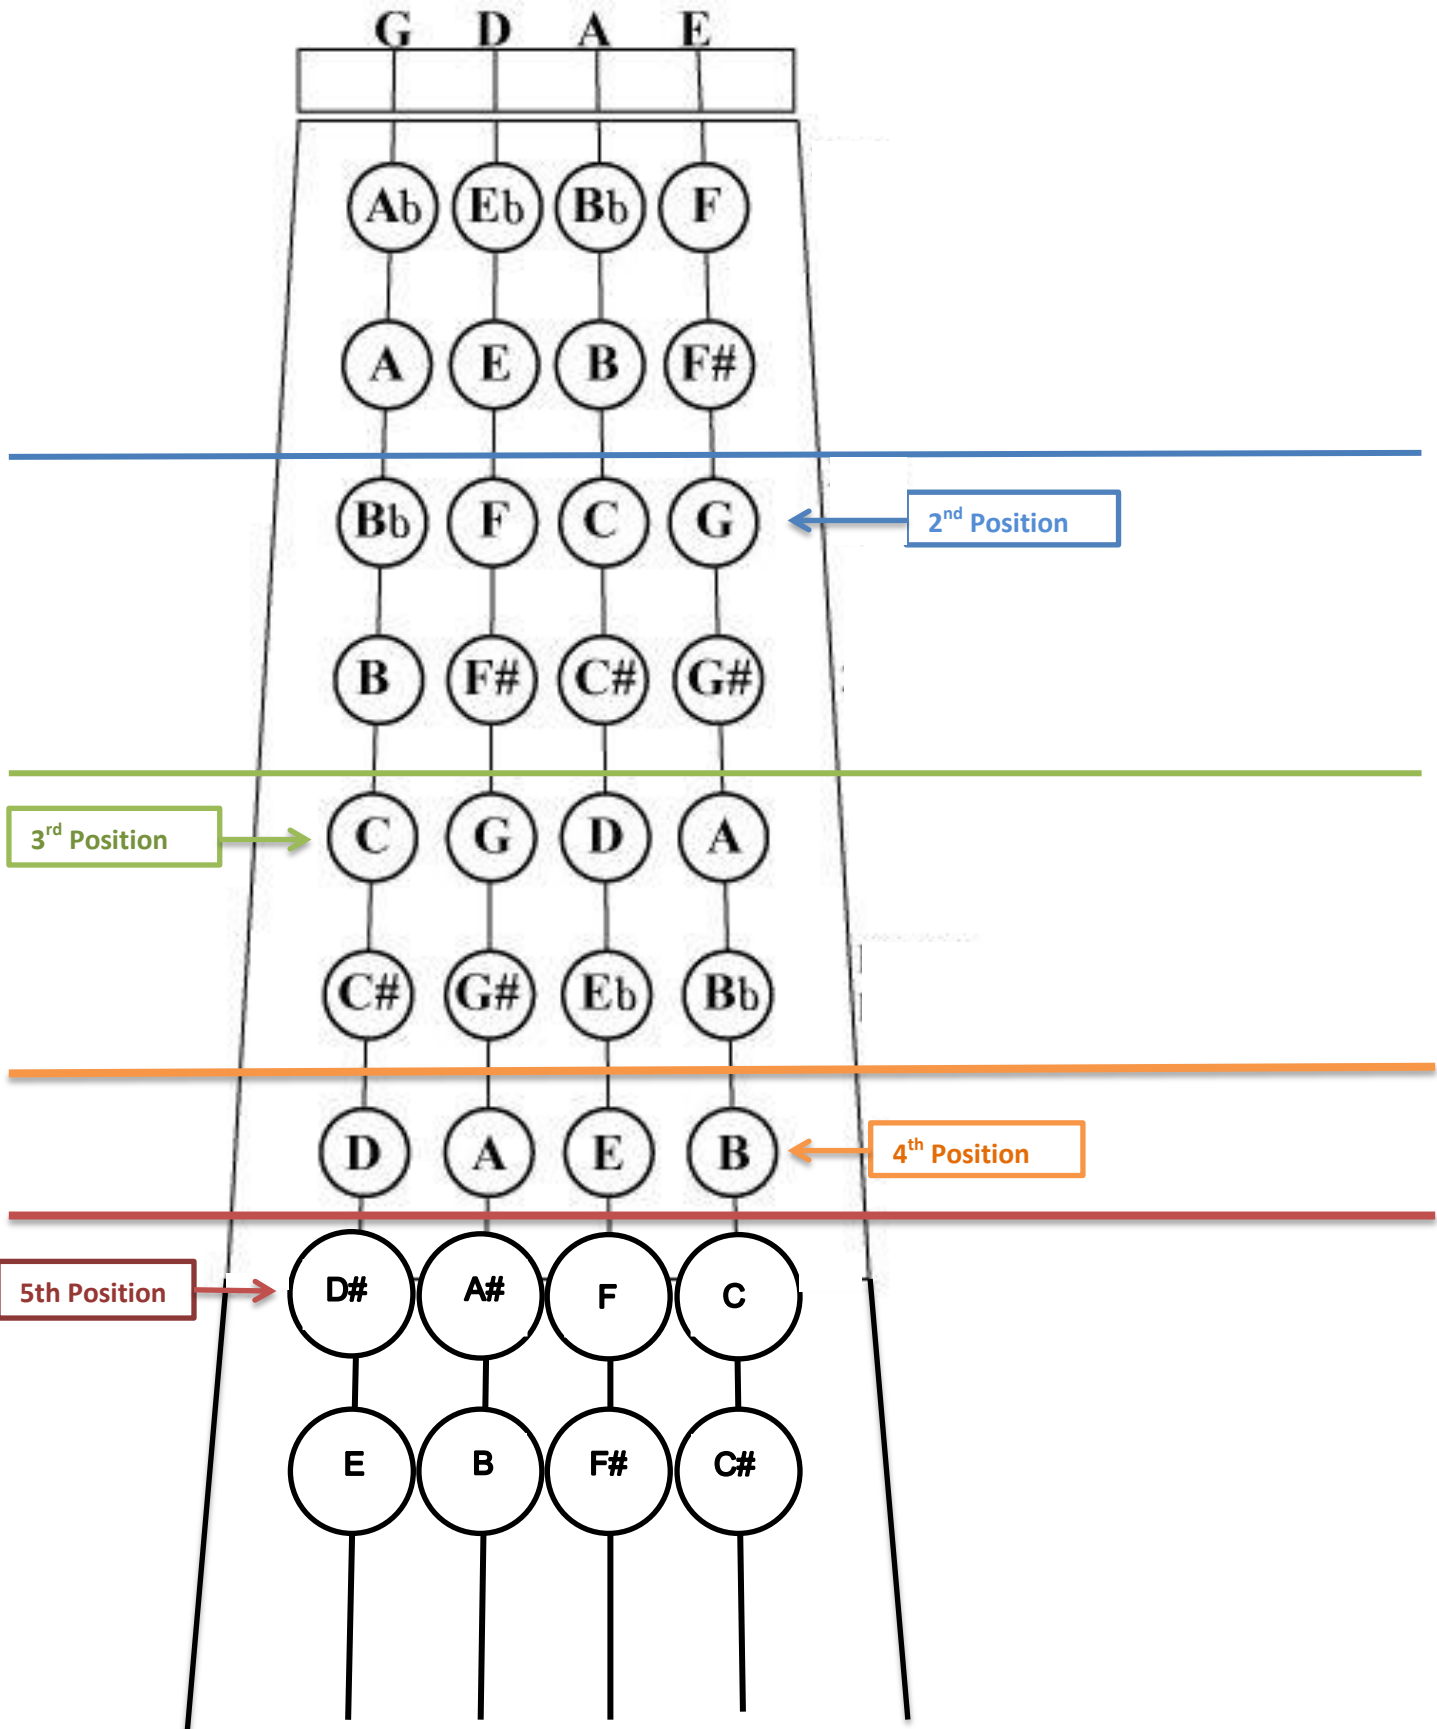 G D A E
Ab Eb Bb F
A E B F#
Bb F C G
2nd Position
B F# C# G#
3rd Position
C G D A
C# G# Eb Bb
D A E B
4th Position
5th Position
D# A# F C
E B F# C#